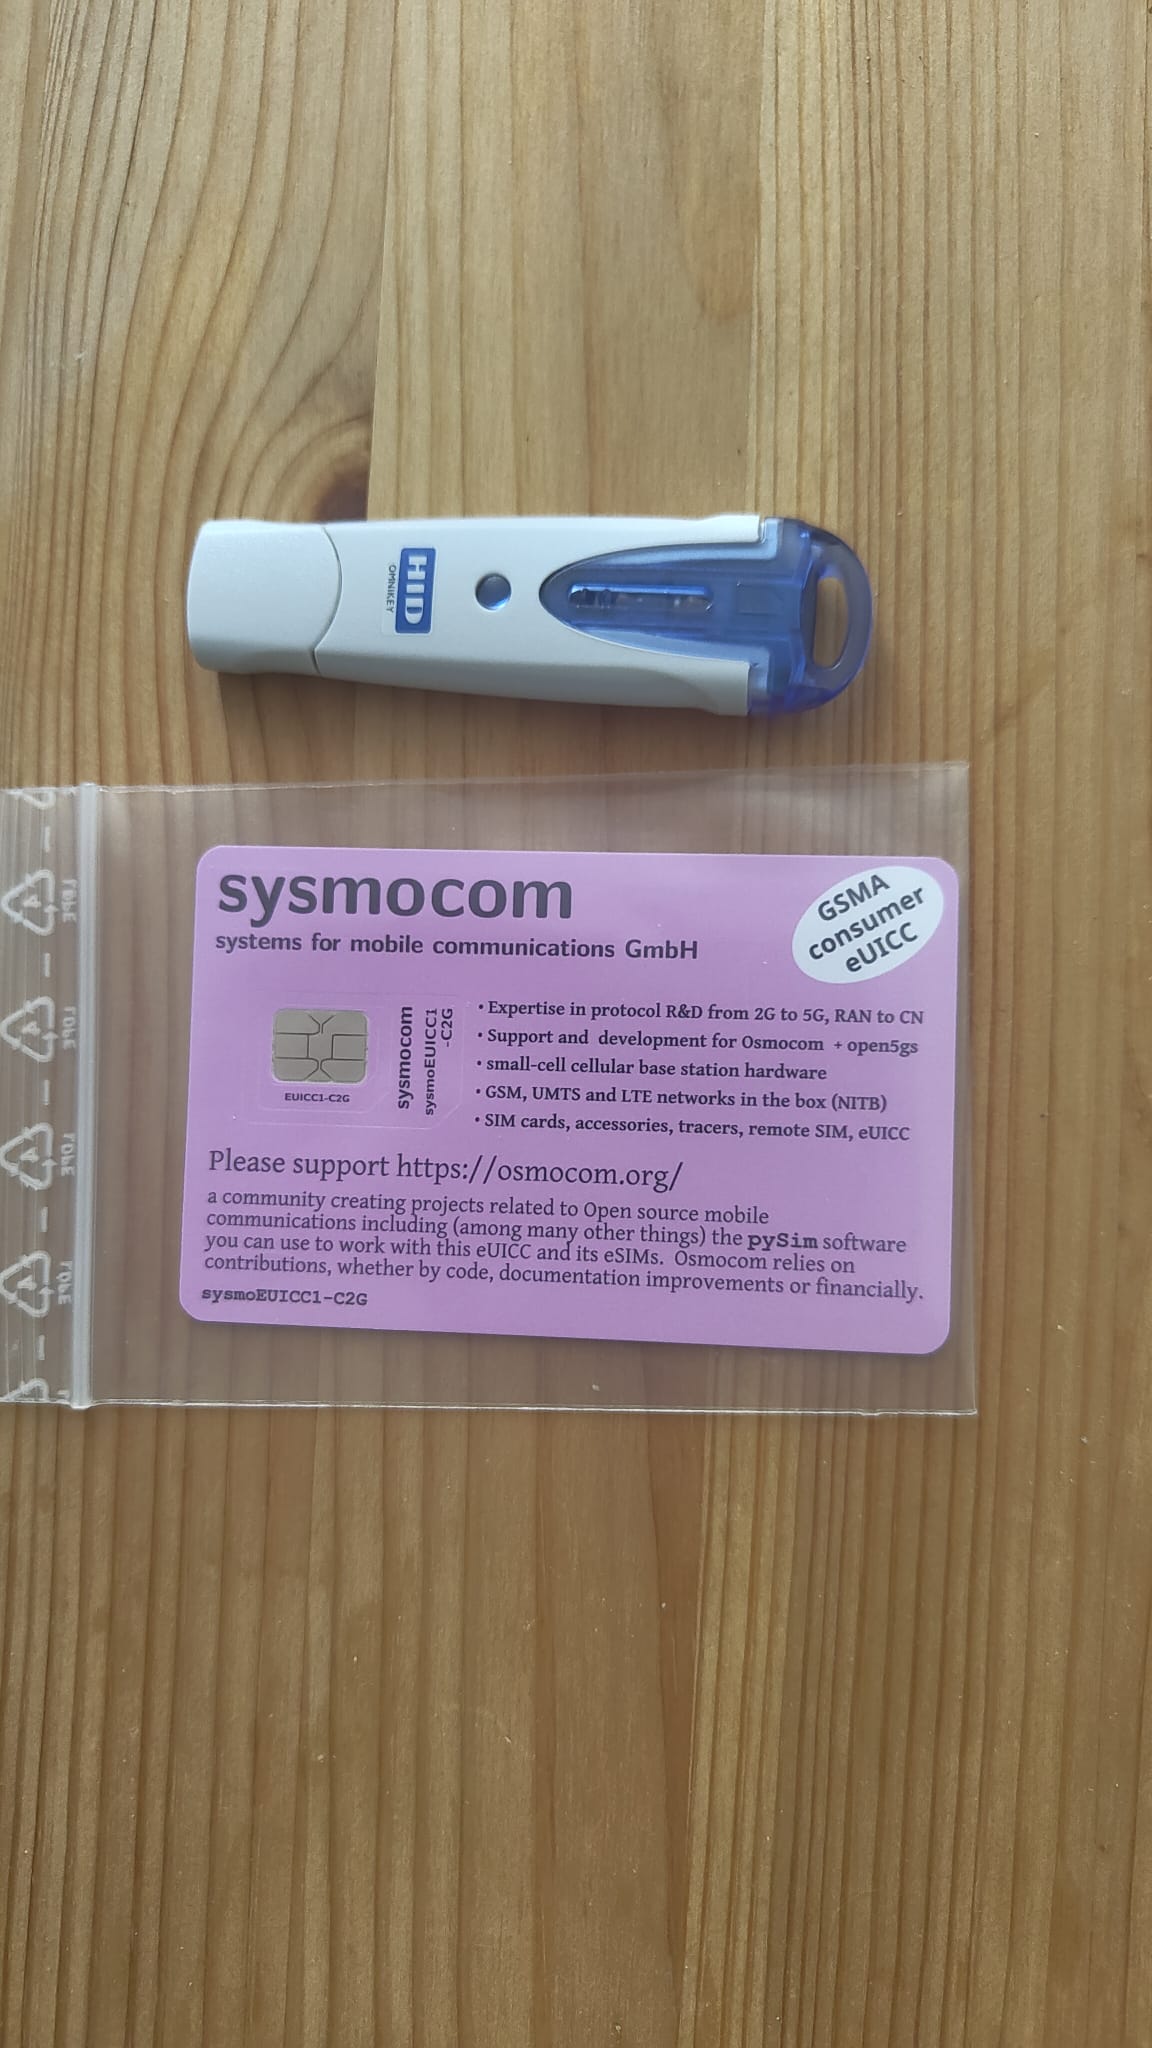 HID
OMNIKEY
sysmocom
systems for mobile communications GmbH
GSMA
consumer
eUICC
EUICC1-C2G
sysmocom
sysmoEUICC1
-C2G
• Expertise in protocol R&D from 2G to 5G, RAN to CN
• Support and development for Osmocom + open5gs
• small-cell cellular base station hardware
• GSM, UMTS and LTE networks in the box (NITB)
• SIM cards, accessories, tracers, remote SIM, eUICC
Please support https://osmocom.org/
a community creating projects related to Open source mobile
communications including (among many other things) the pySim software
you can use to work with this eUICC and its eSIMs. Osmocom relies on
contributions, whether by code, documentation improvements or financially.
sysmoEUICC1-C2G